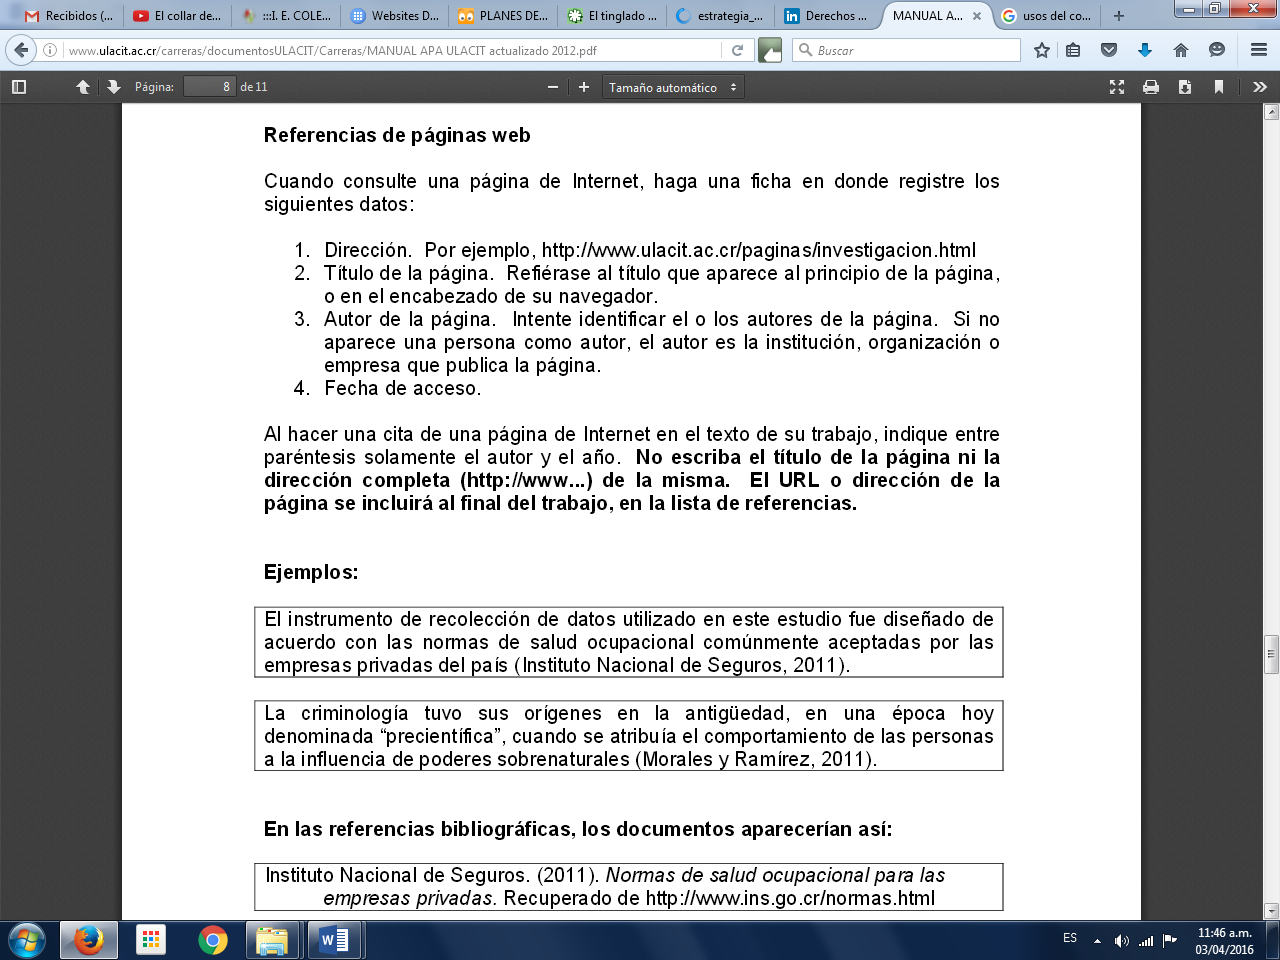 Recibidos (...
El collar de...
:::I. E. COLE...
Websites D...
PLANES DE...
El tinglado ...
estrategia_...
Derechos ...
MANUAL A...
usos del co...
www.ulacit.ac.cr/carreras/documentosULACIT/Carreras/MANUAL APA ULACIT actualizado 2012.pdf
Buscar
Página: 8 de 11
Tamaño automático
Referencias de páginas web
Cuando consulte una página de Internet, haga una ficha en donde registre los
siguientes datos:
1. Dirección. Por ejemplo, http://www.ulacit.ac.cr/paginas/investigacion.html
2. Título de la página. Refiérase al título que aparece al principio de la página,
o en el encabezado de su navegador.
3. Autor de la página. Intente identificar el o los autores de la página. Si no
aparece una persona como autor, el autor es la institución, organización o
empresa que publica la página.
4. Fecha de acceso.
Al hacer una cita de una página de Internet en el texto de su trabajo, indique entre
paréntesis solamente el autor y el año. No escriba el título de la página ni la
dirección completa (http://www...) de la misma. El URL o dirección de la
página se incluirá al final del trabajo, en la lista de referencias.
Ejemplos:
El instrumento de recolección de datos utilizado en este estudio fue diseñado de
acuerdo con las normas de salud ocupacional comúnmente aceptadas por las
empresas privadas del país (Instituto Nacional de Seguros, 2011).
La criminología tuvo sus orígenes en la antigüedad, en una época hoy
denominada “precientífica”, cuando se atribuía el comportamiento de las personas
a la influencia de poderes sobrenaturales (Morales y Ramírez, 2011).
En las referencias bibliográficas, los documentos aparecerían así:
Instituto Nacional de Seguros. (2011). Normas de salud ocupacional para las
empresas privadas. Recuperado de http://www.ins.go.cr/normas.html
ES
11:46 a.m.
03/04/2016